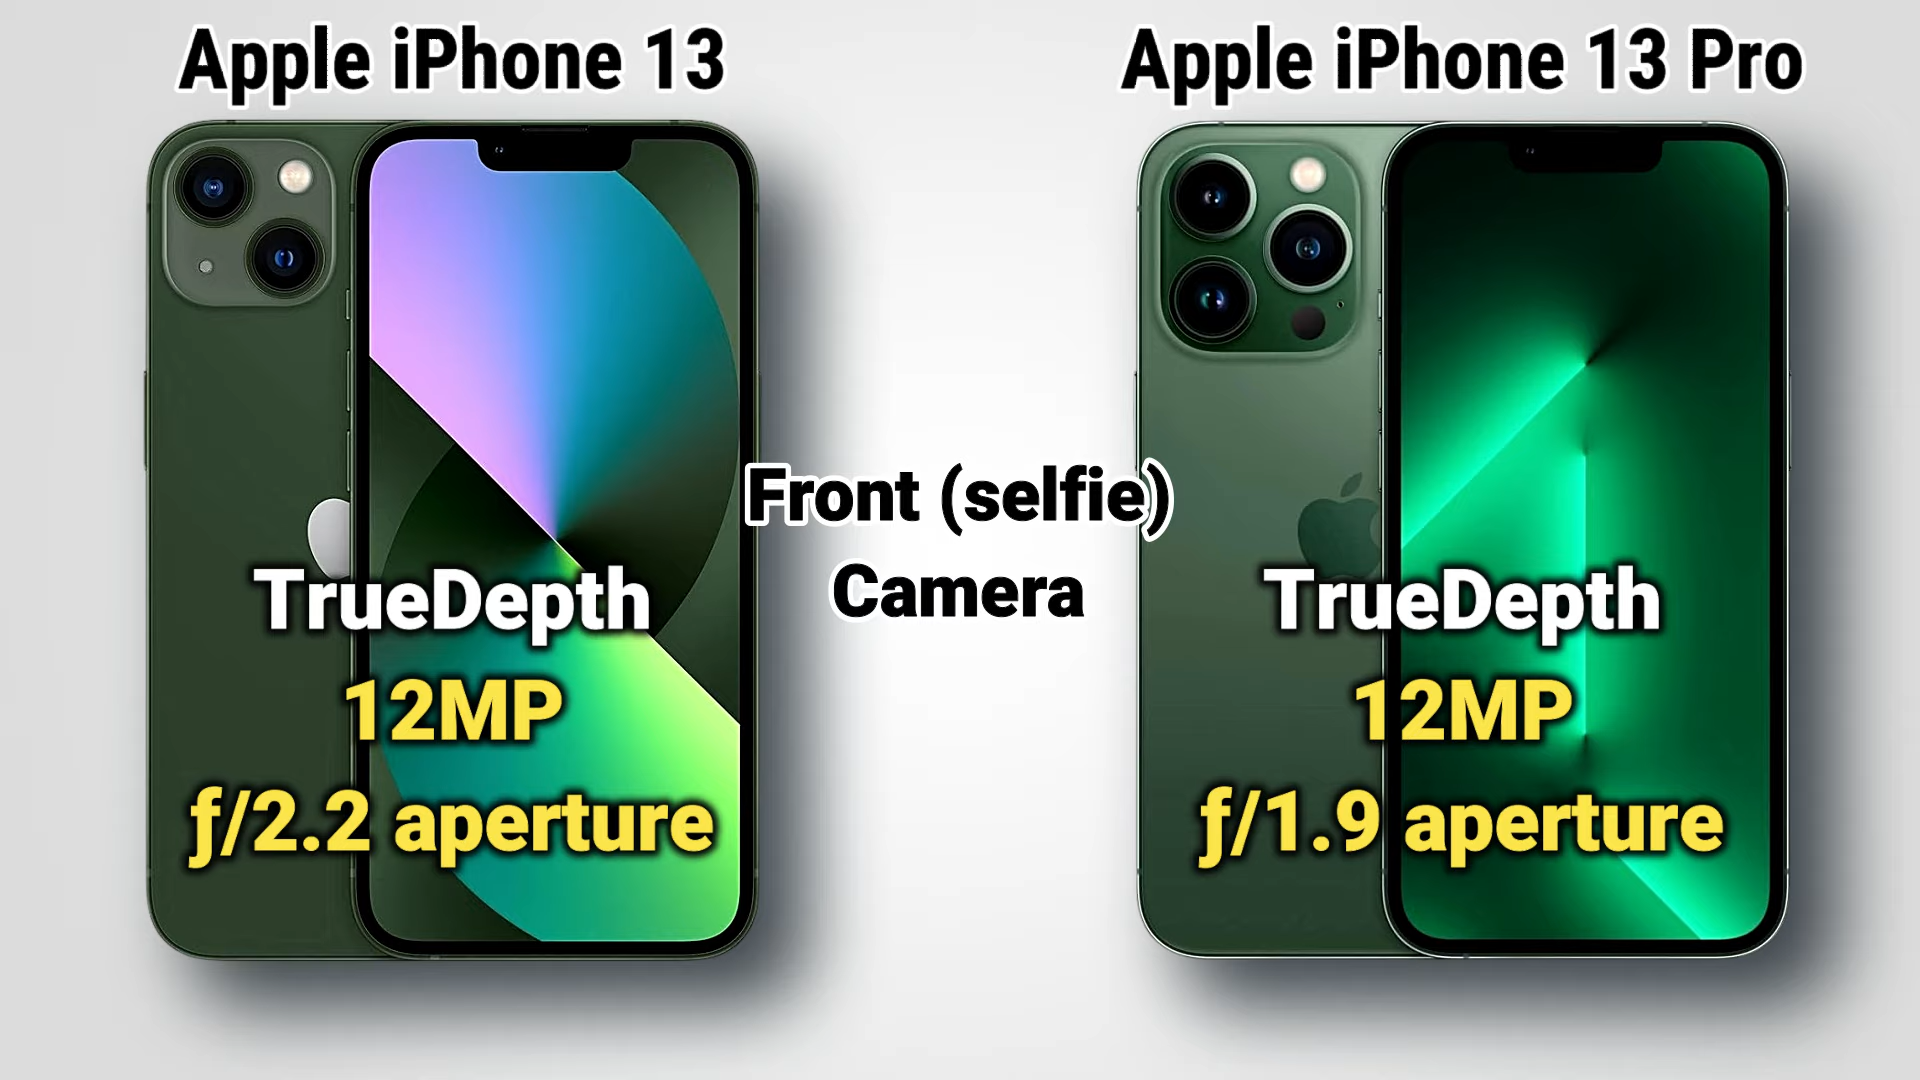 Apple iPhone 13
Apple iPhone 13 Pro
Front (selfie)
Camera
TrueDepth
12MP
ƒ/2.2 aperture
TrueDepth
12MP
ƒ/1.9 aperture